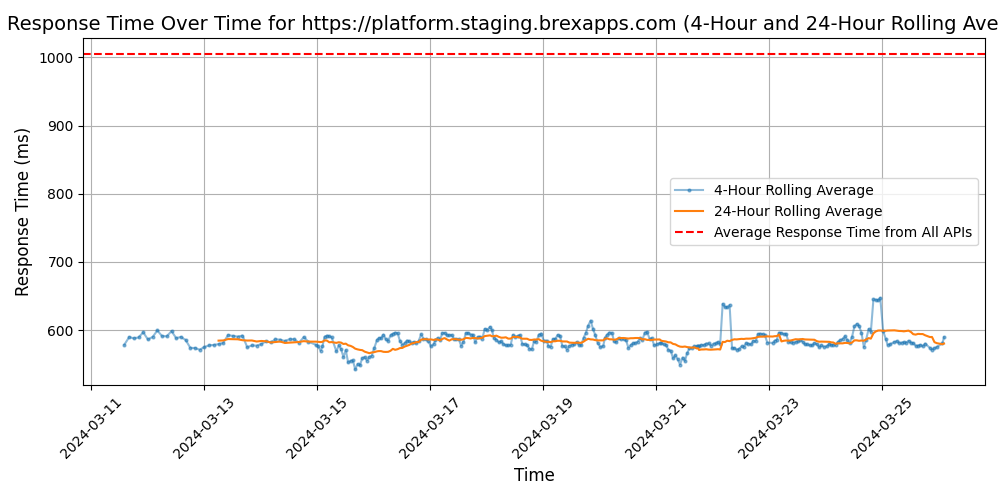 Response Time Over Time for https://platform.staging.brexapps.com (4-Hour and 24-Hour Rolling Ave
Response Time (ms)
1000
900
800
700
600
4-Hour Rolling Average
24-Hour Rolling Average
Average Response Time from All APIs
2024-03-11
2024-03-13
2024-03-15
2024-03-17
2024-03-19
2024-03-21
2024-03-23
2024-03-25
Time